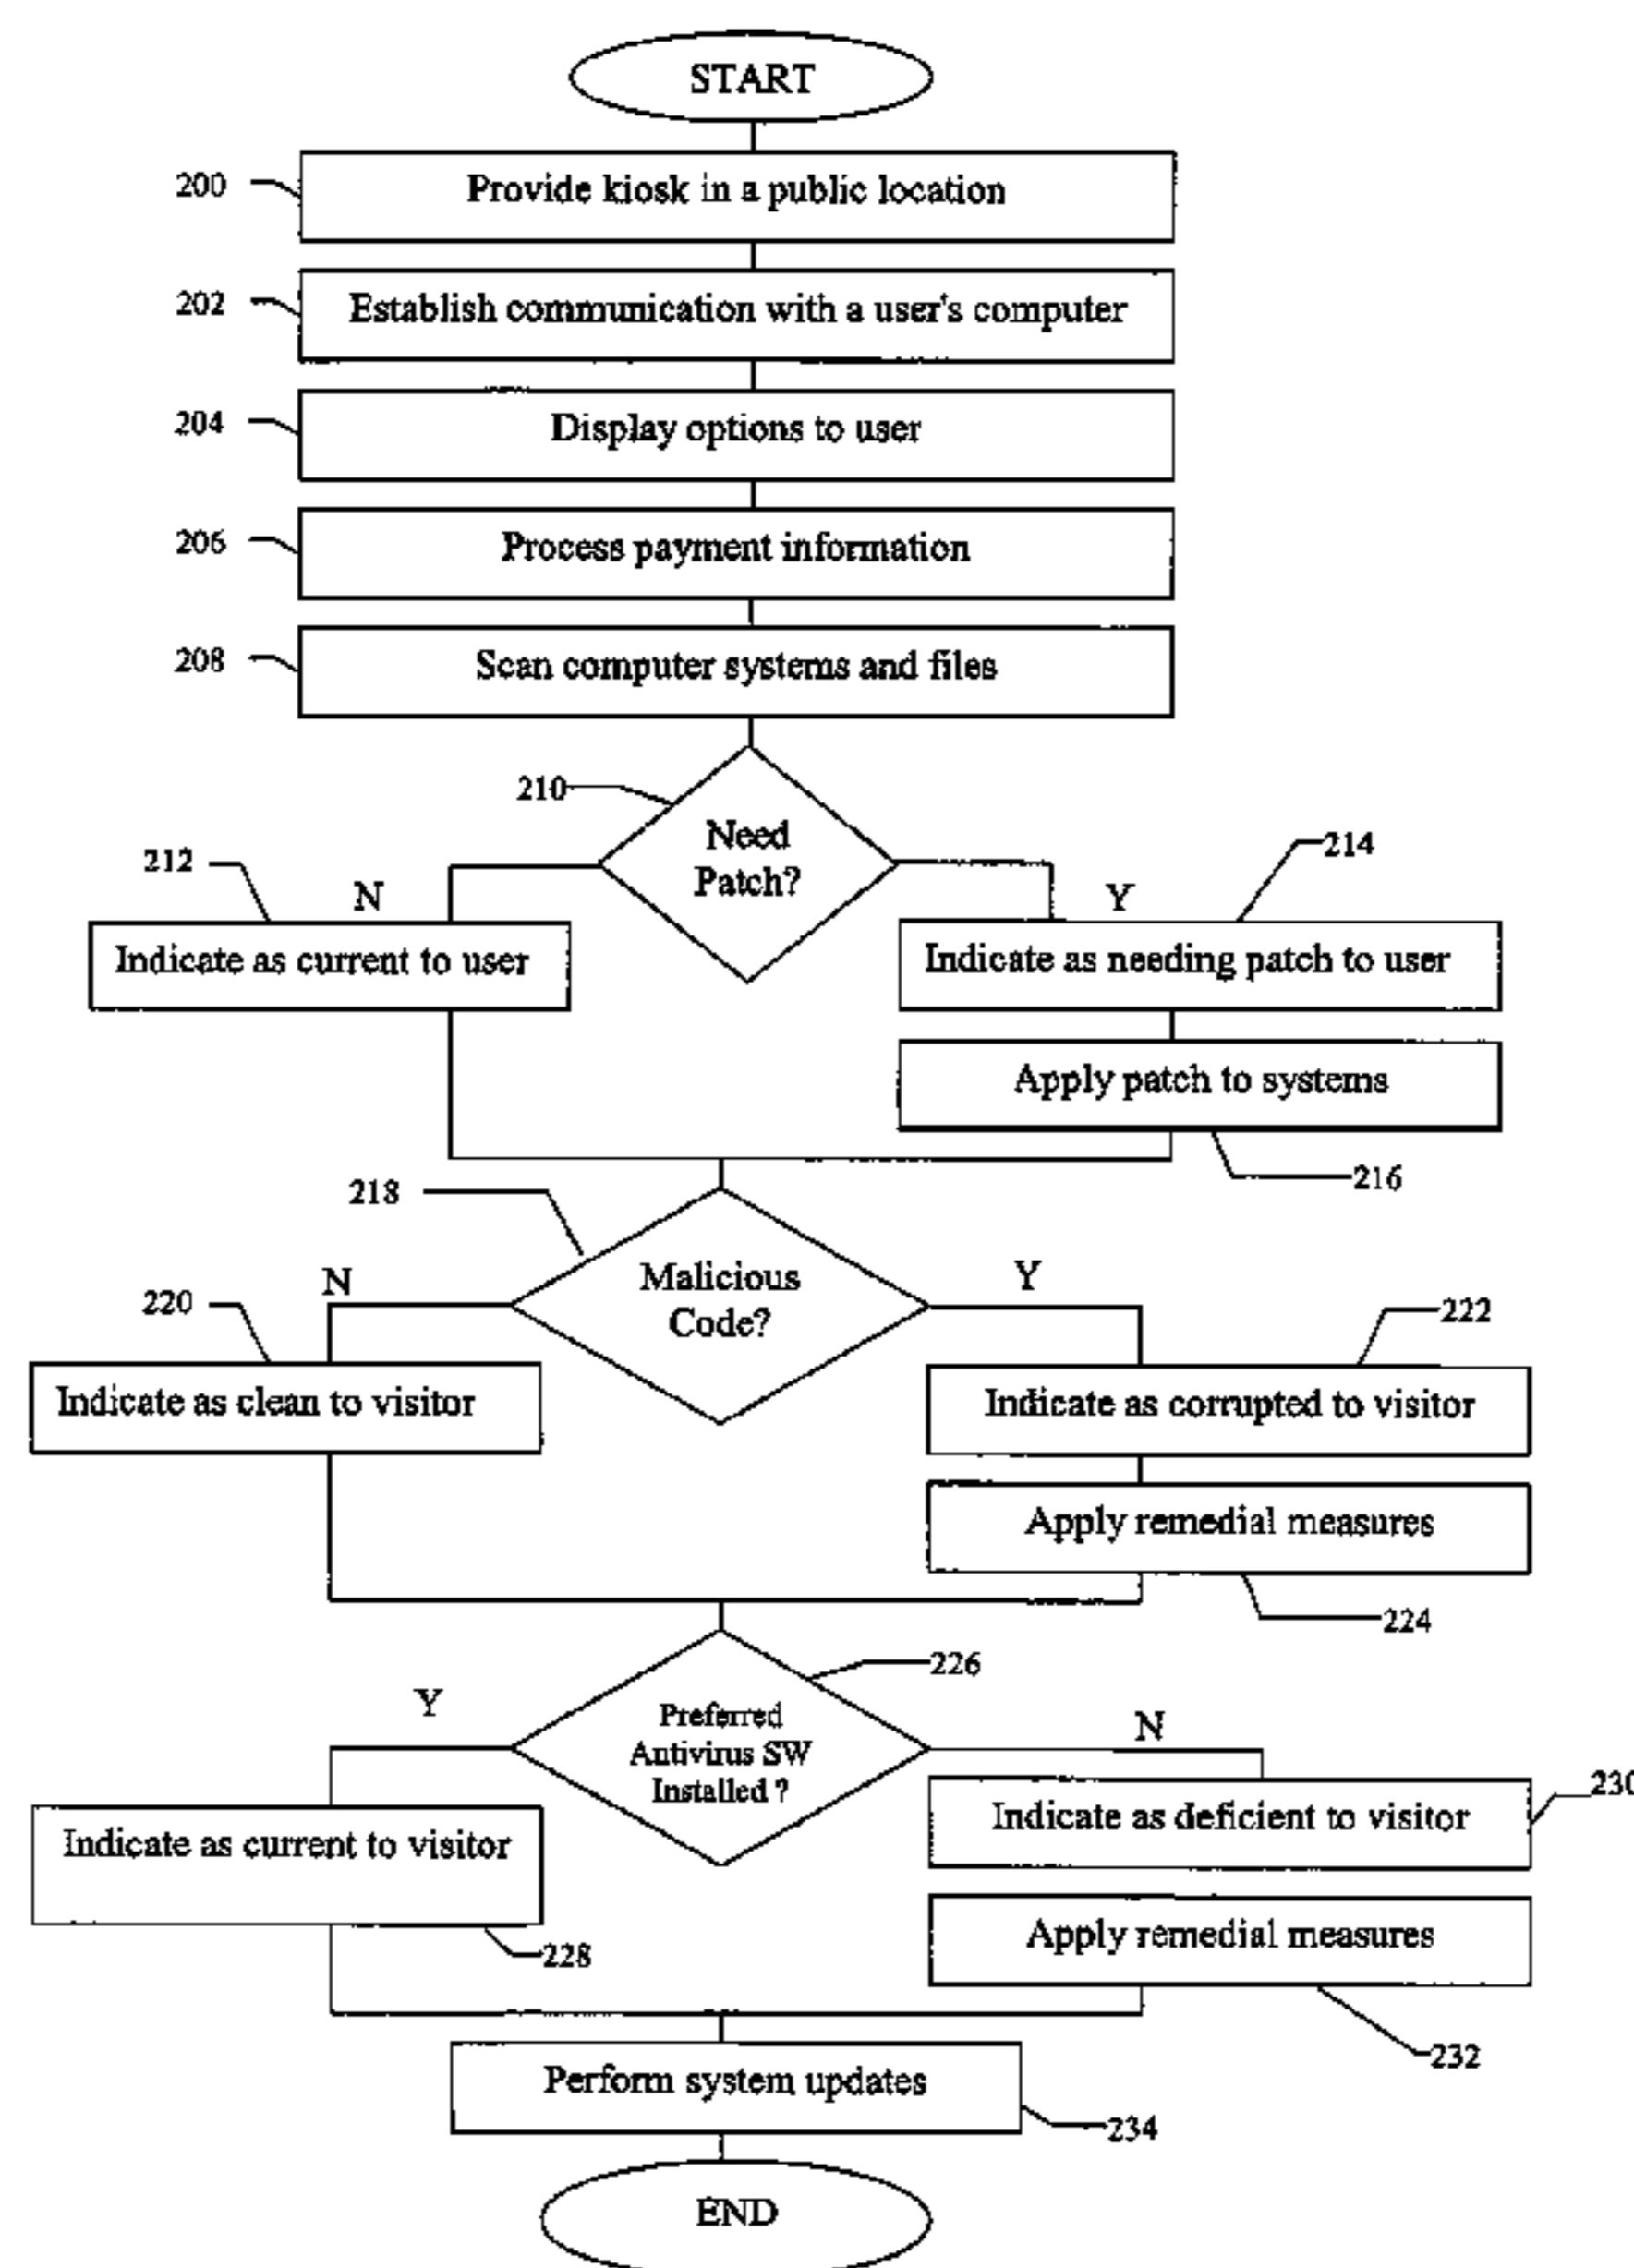 START
200
Provide kiosk in a public location
202
Establish communication with a user's computer
204
Display options to user
206
Process payment information
208
Scan computer systems and files
210
Need
Patch?
212
N
Y
214
Indicate as current to user
Indicate as needing patch to user
Apply patch to systems
216
218
Malicious
Code?
N
Y
220
222
Indicate as clean to visitor
Indicate as corrupted to visitor
Apply remedial measures
224
226
Preferred
Antivirus SW
Installed ?
Y
N
230
Indicate as current to visitor
Indicate as deficient to visitor
228
Apply remedial measures
232
Perform system updates
234
END